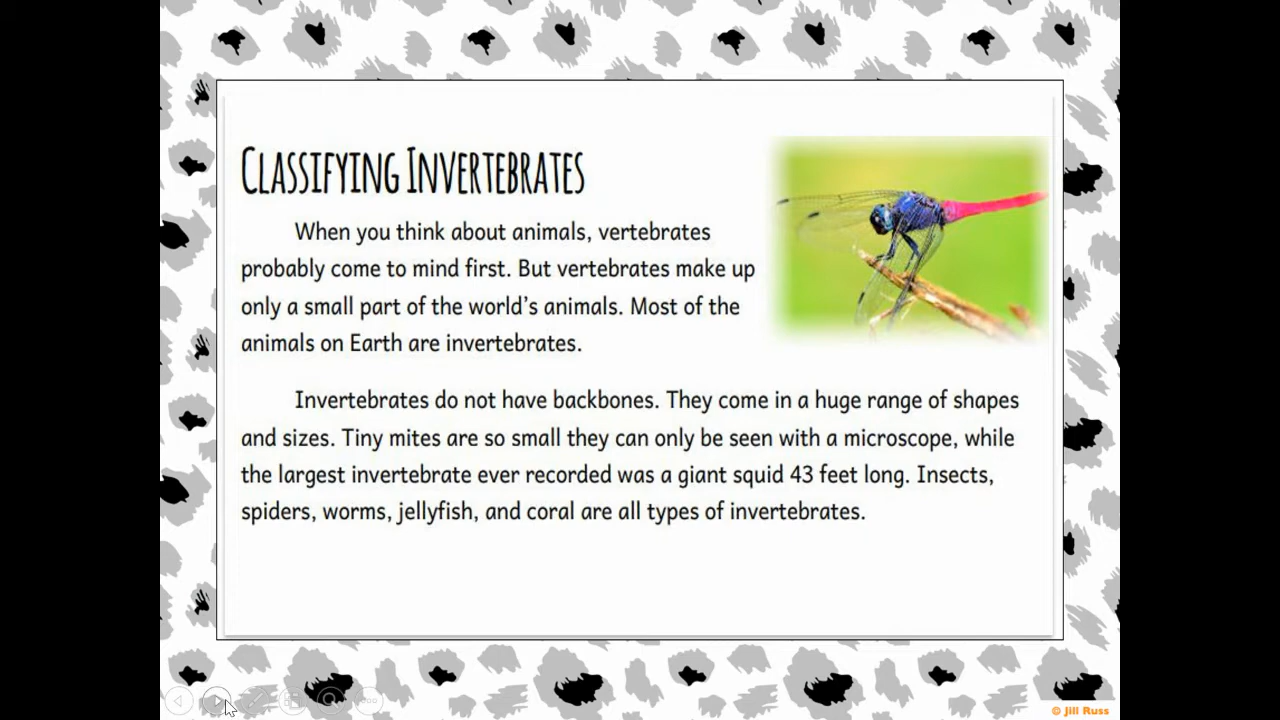 Classifying Invertebrates
When you think about animals, vertebrates
probably come to mind first. But vertebrates make up
only a small part of the world's animals. Most of the
animals on Earth are invertebrates.
Invertebrates do not have backbones. They come in a huge range of shapes
and sizes. Tiny mites are so small they can only be seen with a microscope, while
the largest invertebrate ever recorded was a giant squid 43 feet long. Insects,
spiders, worms, jellyfish, and coral are all types of invertebrates.
© Jill Russ